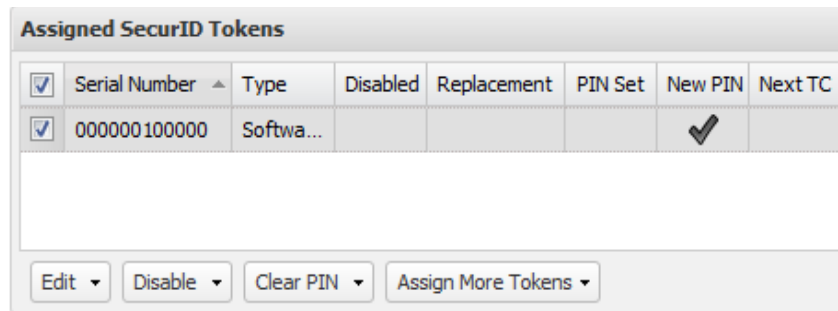 Assigned SecurID Tokens
Serial Number Type Disabled Replacement PIN Set New PIN Next TC
000000100000 Softwa...
Edit Disable Clear PIN Assign More Tokens